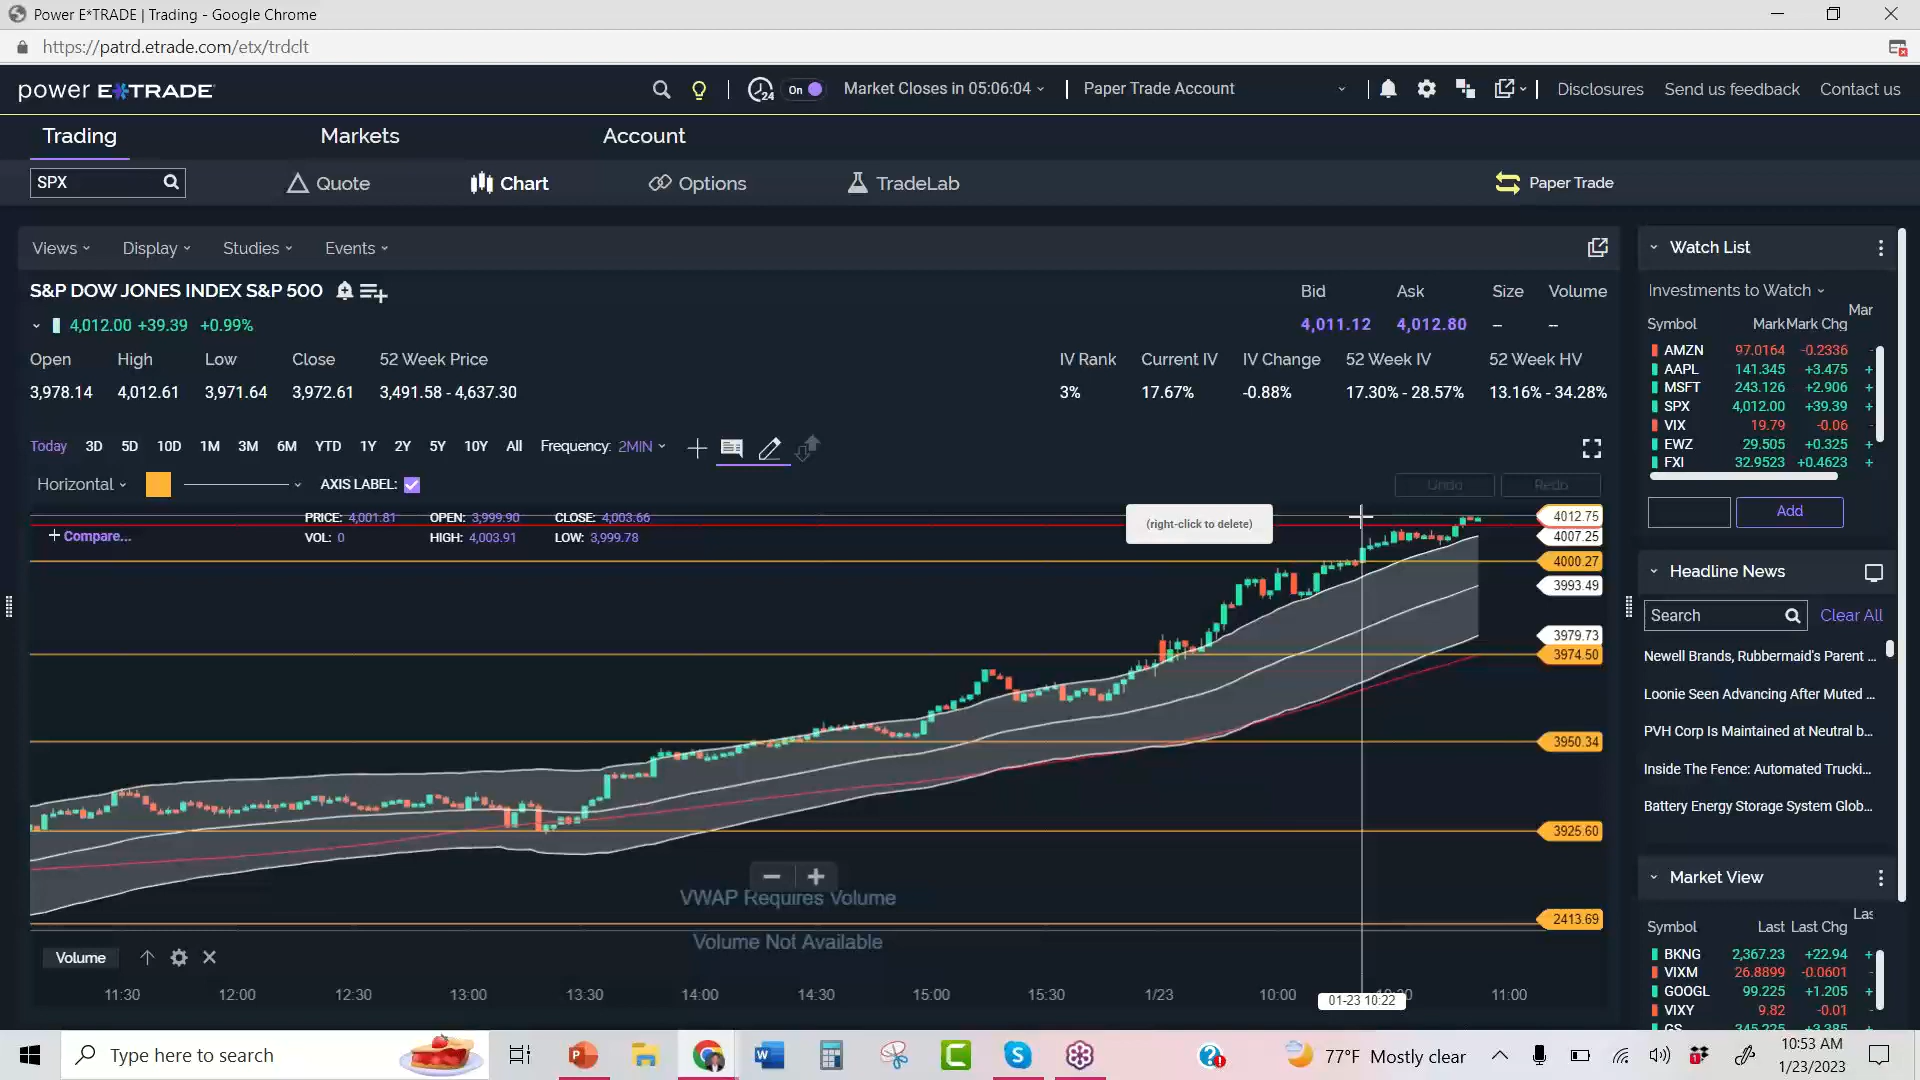 Power E*TRADE | Trading - Google Chrome
https://patrd.etrade.com/etx/trdclt
power E*TRADE
24 On
Market Closes in 05:06:04
Paper Trade Account
Disclosures
Send us feedback
Contact us
Trading
Markets
Account
SPX
Quote
Chart
Options
TradeLab
Paper Trade
Views
Display
Studies
Events
S&P DOW JONES INDEX S&P 500
4,012.00 +39.39 +0.99%
Bid Ask Size Volume
4,011.12 4,012.80 -- --
Open High Low Close 52 Week Price
3,978.14 4,012.61 3,971.64 3,972.61 3,491.58 - 4,637.30
IV Rank Current IV IV Change 52 Week IV 52 Week HV
3% 17.67% -0.88% 17.30% - 28.57% 13.16% - 34.28%
Today 3D 5D 10D 1M 3M 6M YTD 1Y 2Y 5Y 10Y All Frequency: 2MIN
Horizontal
AXIS LABEL:
Undo Redo
PRICE: 4,001.81 OPEN: 3,999.90 CLOSE: 4,003.66
VOL: 0 HIGH: 4,003.91 LOW: 3,999.78
Compare...
(right-click to delete)
4012.75
4007.25
4000.27
3993.49
3979.73
3974.50
3950.34
3925.60
2413.69
VWAP Requires Volume
Volume Not Available
Volume
11:30 12:00 12:30 13:00 13:30 14:00 14:30 15:00 15:30 1/23 10:00 11:00
01-23 10:22
Watch List
Investments to Watch
Mar
Symbol Mark Mark Chg
AMZN 97.0164 -0.2336 -
AAPL 141.345 +3.475 +
MSFT 243.126 +2.906 +
SPX 4,012.00 +39.39 +
VIX 19.79 -0.06 -
EWZ 29.505 +0.325 +
FXI 32.9523 +0.4623 +
Add
Headline News
Search
Clear All
Newell Brands, Rubbermaid's Parent ...
Loonie Seen Advancing After Muted ...
PVH Corp Is Maintained at Neutral b...
Inside The Fence: Automated Trucki...
Battery Energy Storage System Glob...
Market View
Las
Symbol Last Last Chg
BKNG 2,367.23 +22.94 +
VIXM 26.8899 -0.0601 -
GOOGL 99.225 +1.205 +
VIXY 9.82 -0.01 -
GS 345.225 +3.385 +
Type here to search
77°F Mostly clear
10:53 AM
1/23/2023